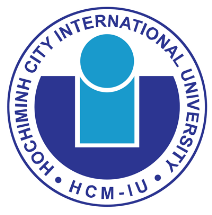 HOCHIMINH CITY INTERNATIONAL UNIVERSITY
• HCM-IU •